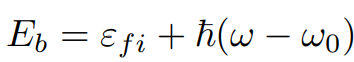 E_b = ε_{fi} + ħ(ω − ω_0)